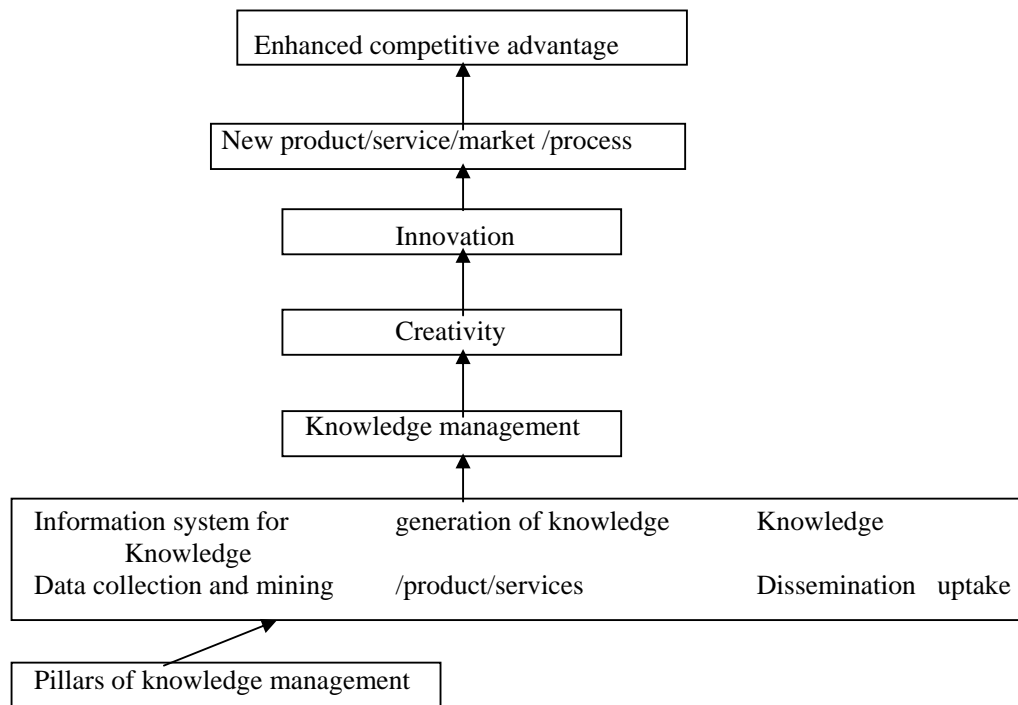 Enhanced competitive advantage
New product/service/market /process
Innovation
Creativity
Knowledge management
Information system for generation of knowledge Knowledge
Knowledge
Data collection and mining /product/services Dissemination uptake
Pillars of knowledge management